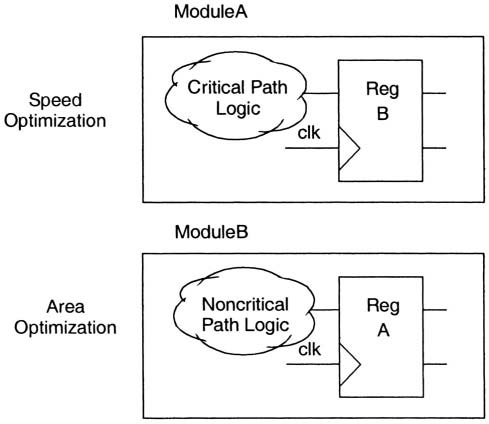 ModuleA
Speed
Optimization
Critical Path
Logic
clk
Reg
B
ModuleB
Area
Optimization
Noncritical
Path Logic
clk
Reg
A